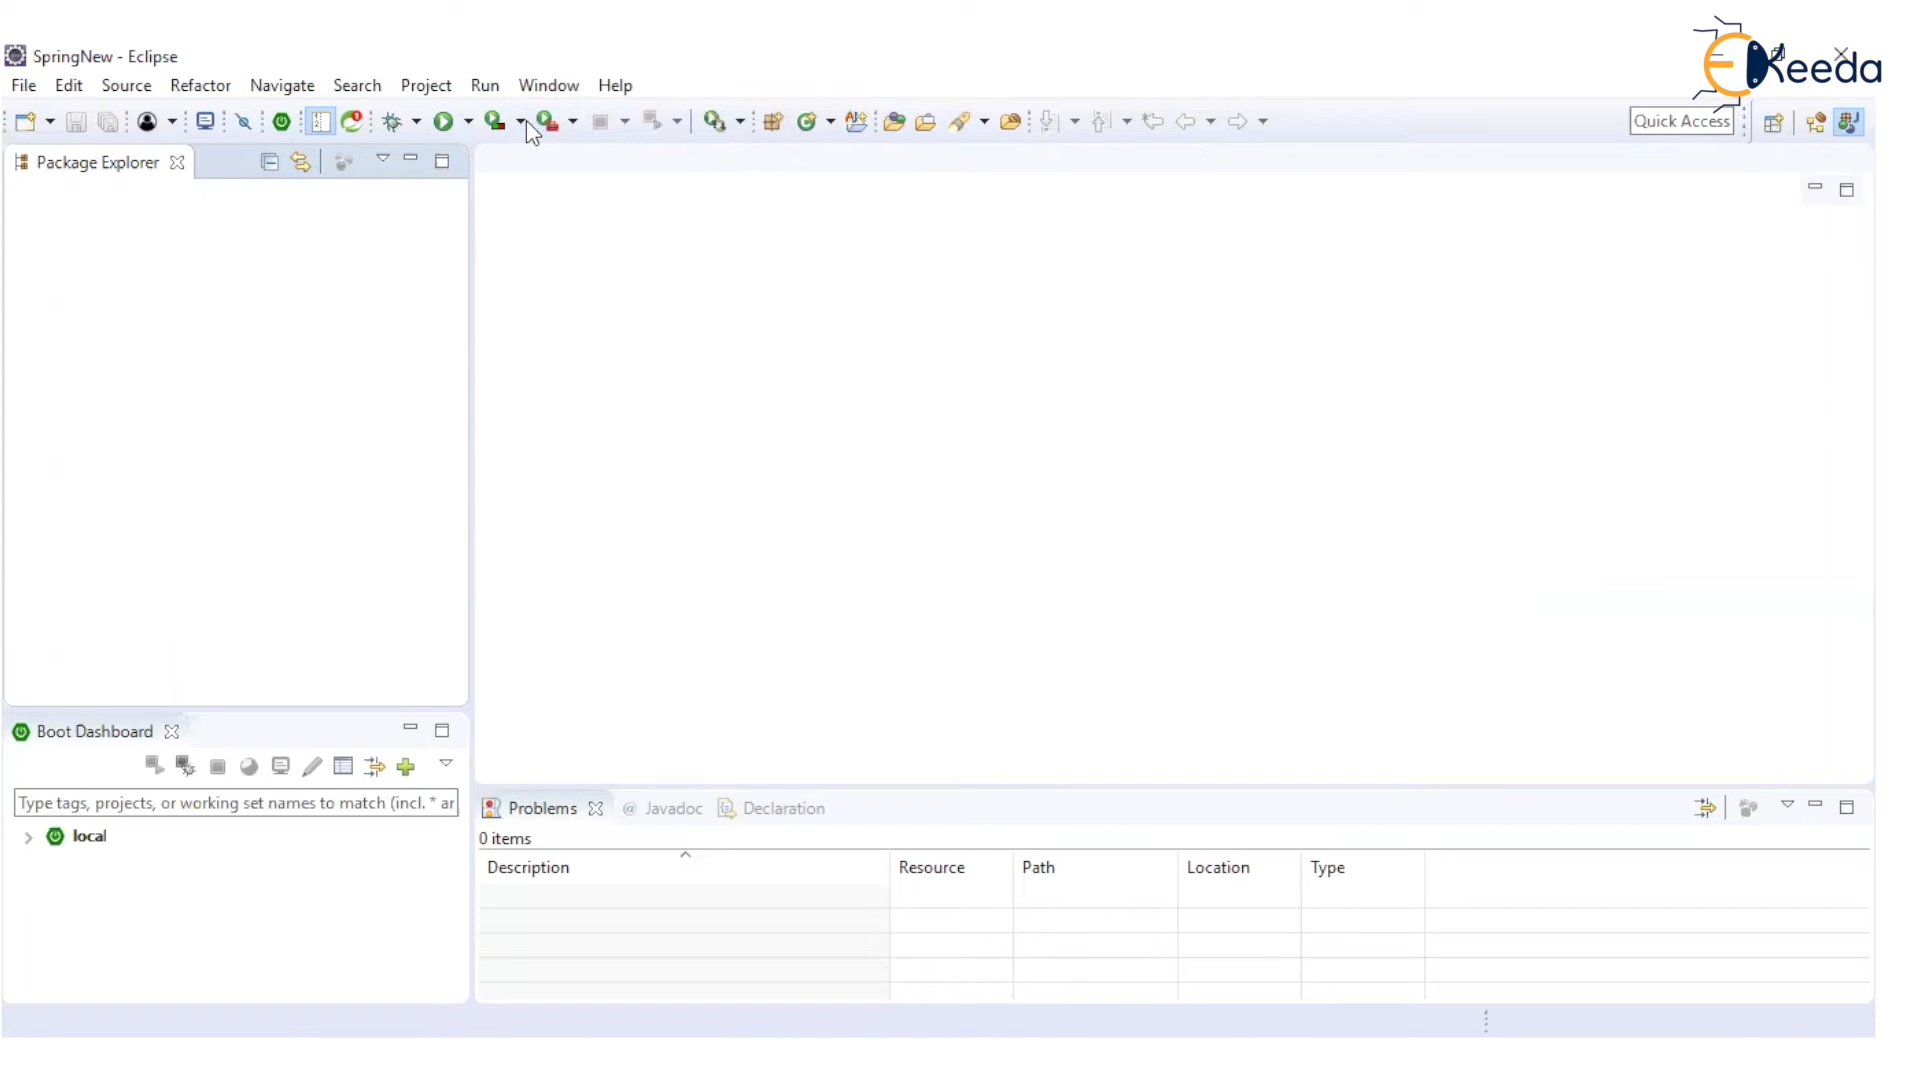 SpringNew - Eclipse
EKeeda
File Edit Source Refactor Navigate Search Project Run Window Help
Quick Access
Package Explorer
Boot Dashboard
Type tags, projects, or working set names to match (incl. * ar
local
Problems @ Javadoc Declaration
0 items
Description Resource Path Location Type